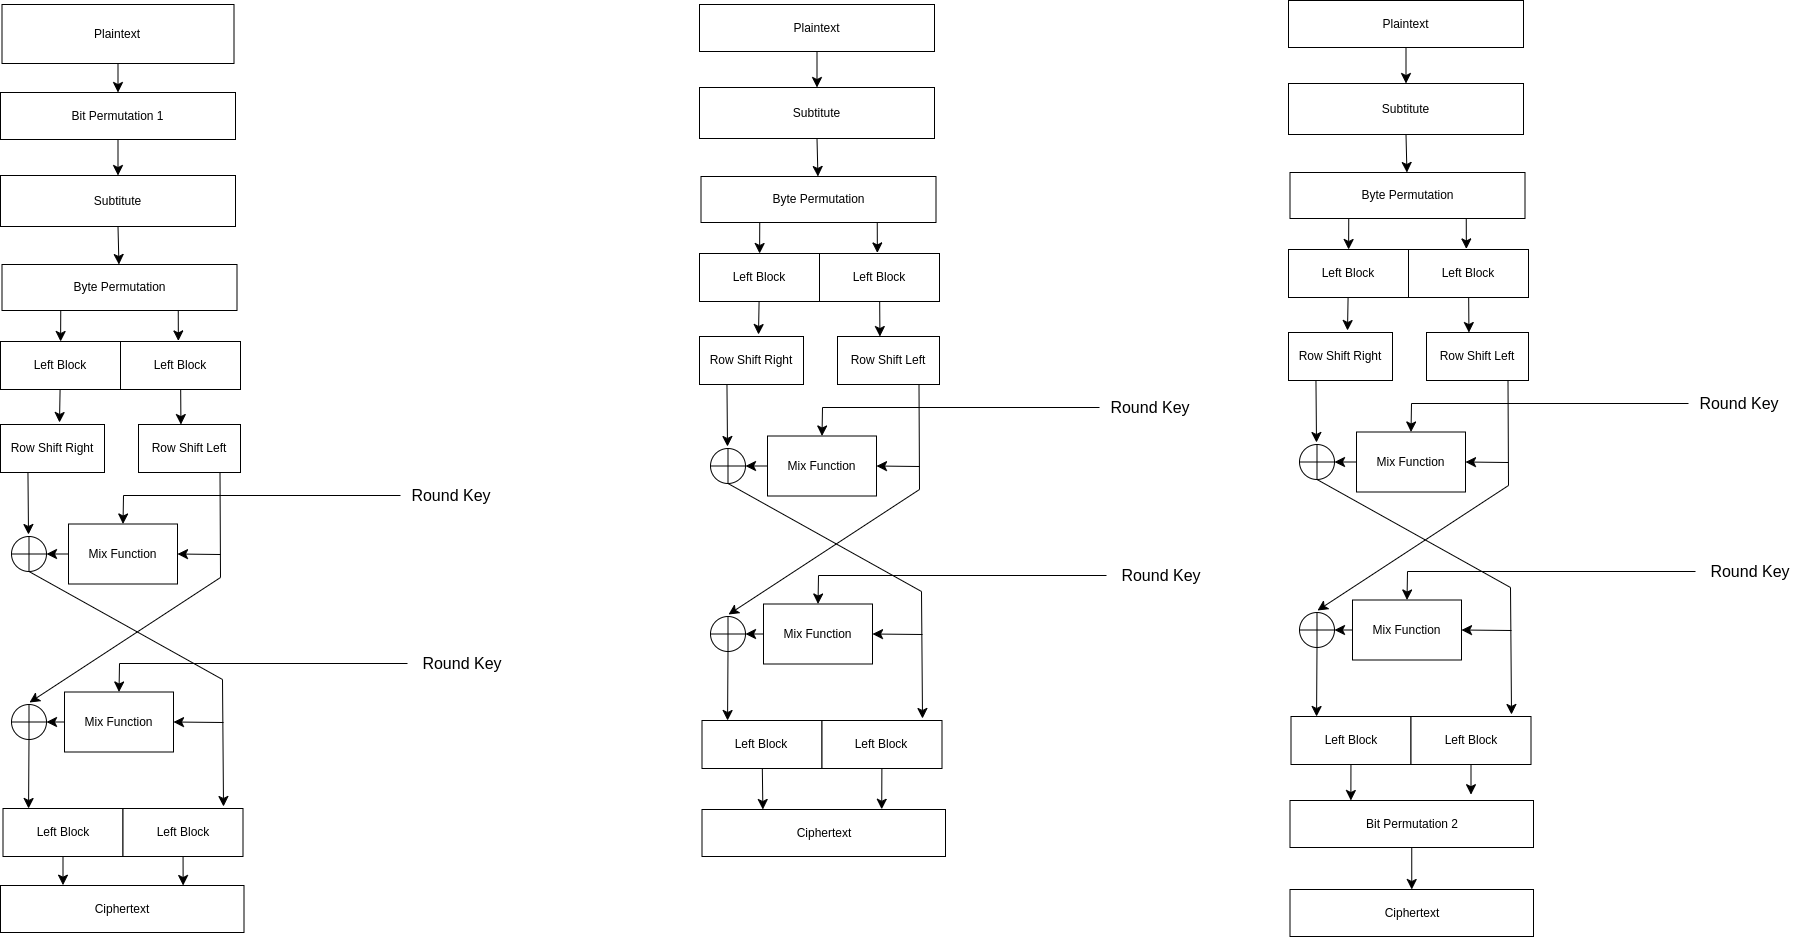 Plaintext
Bit Permutation 1
Subtitute
Byte Permutation
Left Block
Left Block
Row Shift Right
Row Shift Left
Round Key
Mix Function
Round Key
Mix Function
Left Block
Left Block
Ciphertext
Plaintext
Subtitute
Byte Permutation
Left Block
Left Block
Row Shift Right
Row Shift Left
Round Key
Mix Function
Round Key
Mix Function
Left Block
Left Block
Ciphertext
Plaintext
Subtitute
Byte Permutation
Left Block
Left Block
Row Shift Right
Row Shift Left
Round Key
Mix Function
Round Key
Mix Function
Left Block
Left Block
Bit Permutation 2
Ciphertext